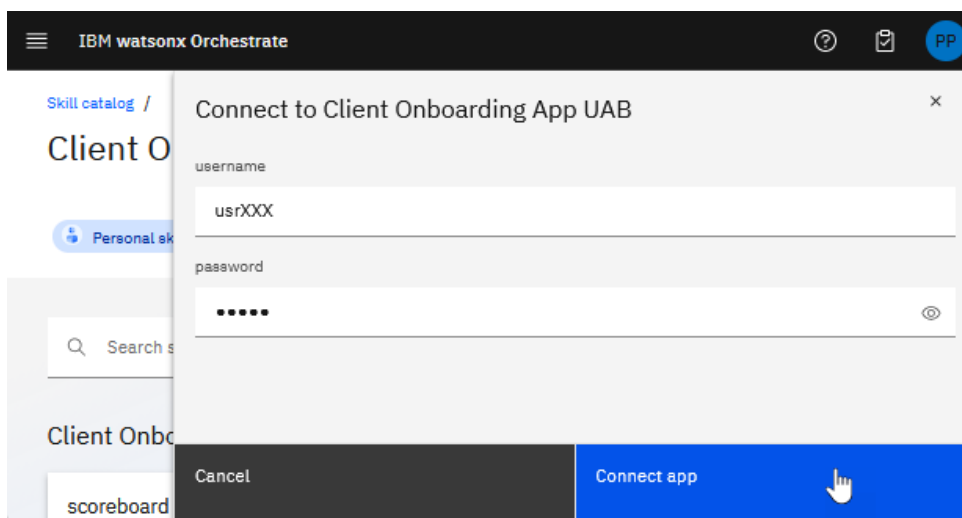 IBM watsonx Orchestrate
PP
Skill catalog /
Client O
Personal sk
Search s
Client Onbo
scoreboard
Connect to Client Onboarding App UAB
username
usrXXX
password
•••••
Cancel
Connect app